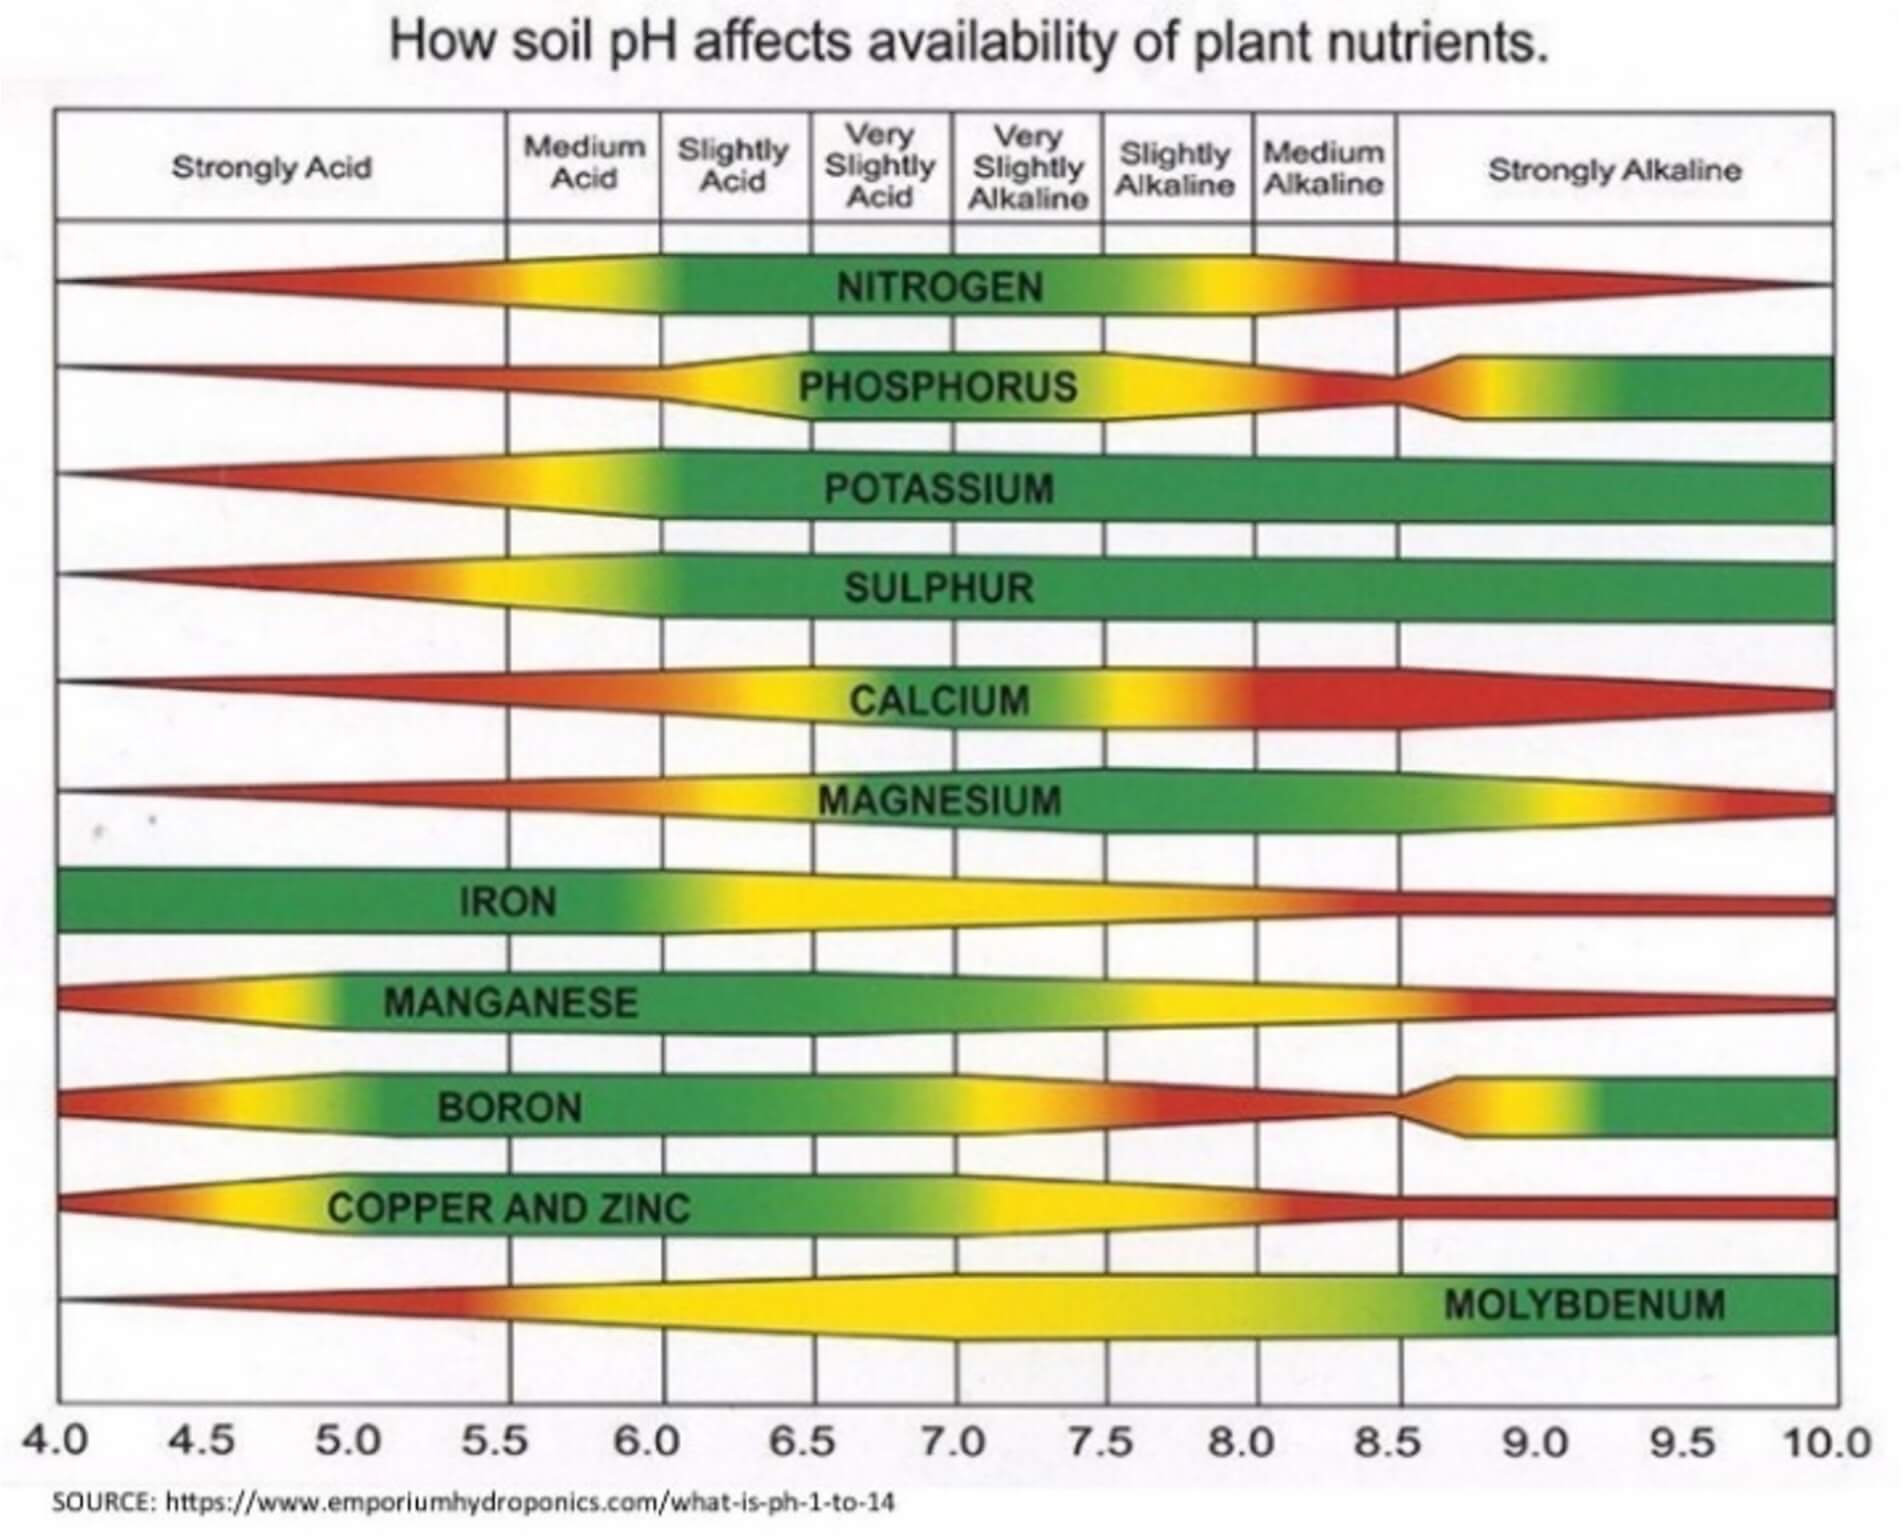 How soil pH affects availability of plant nutrients.
Strongly Acid
Medium
Acid
Slightly
Acid
Very
Slightly
Acid
Very
Slightly
Alkaline
Slightly
Alkaline
Medium
Alkaline
Strongly Alkaline
NITROGEN
PHOSPHORUS
POTASSIUM
SULPHUR
CALCIUM
MAGNESIUM
IRON
MANGANESE
BORON
COPPER AND ZINC
MOLYBDENUM
4.0 4.5 5.0 5.5 6.0 6.5 7.0 7.5 8.0 8.5 9.0 9.5 10.0
SOURCE: https://www.emporiumhydroponics.com/what-is-ph-1-to-14